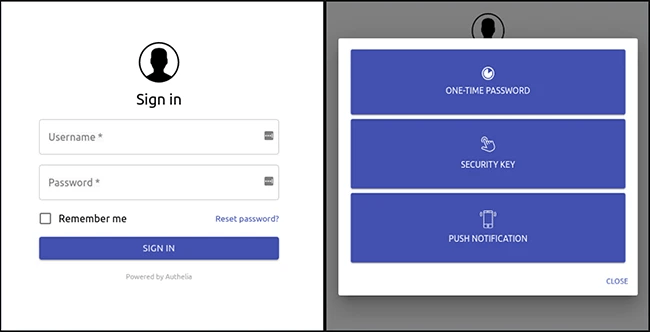 Sign in
Username *
Password *
Remember me
Reset password?
SIGN IN
Powered by Authelia
ONE-TIME PASSWORD
SECURITY KEY
PUSH NOTIFICATION
CLOSE